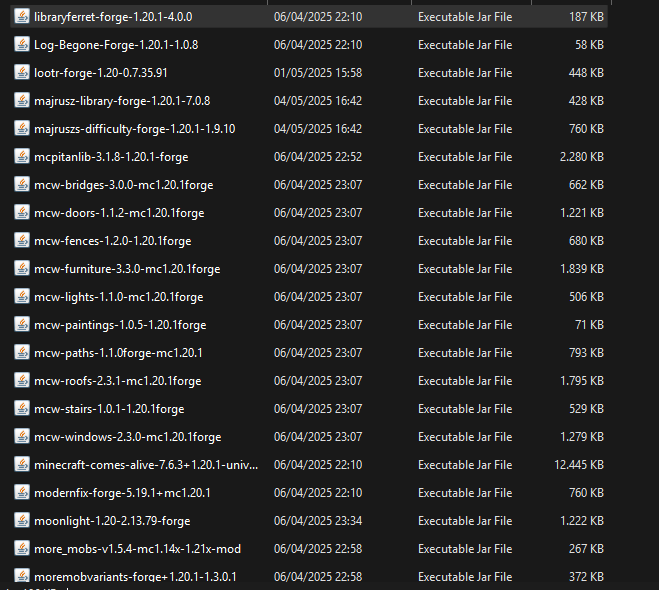 libraryferret-forge-1.20.1-4.0.0 06/04/2025 22:10 Executable Jar File 187 KB
Log-Begone-Forge-1.20.1-1.0.8 06/04/2025 22:10 Executable Jar File 58 KB
lootr-forge-1.20-0.7.35.91 01/05/2025 15:58 Executable Jar File 448 KB
majrusz-library-forge-1.20.1-7.0.8 04/05/2025 16:42 Executable Jar File 428 KB
majruszs-difficulty-forge-1.20.1-1.9.10 04/05/2025 16:42 Executable Jar File 760 KB
mcpitanlib-3.1.8-1.20.1-forge 06/04/2025 22:52 Executable Jar File 2.280 KB
mcw-bridges-3.0.0-mc1.20.1forge 06/04/2025 23:07 Executable Jar File 662 KB
mcw-doors-1.1.2-mc1.20.1forge 06/04/2025 23:07 Executable Jar File 1.221 KB
mcw-fences-1.2.0-1.20.1forge 06/04/2025 23:07 Executable Jar File 680 KB
mcw-furniture-3.3.0-mc1.20.1forge 06/04/2025 23:07 Executable Jar File 1.839 KB
mcw-lights-1.1.0-mc1.20.1forge 06/04/2025 23:07 Executable Jar File 506 KB
mcw-paintings-1.0.5-1.20.1forge 06/04/2025 23:07 Executable Jar File 71 KB
mcw-paths-1.1.0forge-mc1.20.1 06/04/2025 23:07 Executable Jar File 793 KB
mcw-roofs-2.3.1-mc1.20.1forge 06/04/2025 23:07 Executable Jar File 1.795 KB
mcw-stairs-1.0.1-1.20.1forge 06/04/2025 23:07 Executable Jar File 529 KB
mcw-windows-2.3.0-mc1.20.1forge 06/04/2025 23:07 Executable Jar File 1.279 KB
minecraft-comes-alive-7.6.3+1.20.1-univ... 06/04/2025 22:10 Executable Jar File 12.445 KB
modernfix-forge-5.19.1+mc1.20.1 06/04/2025 22:10 Executable Jar File 760 KB
moonlight-1.20-2.13.79-forge 06/04/2025 23:34 Executable Jar File 1.222 KB
more_mobs-v1.5.4-mc1.14x-1.21x-mod 06/04/2025 22:58 Executable Jar File 267 KB
moremobvariants-forge+1.20.1-1.3.0.1 06/04/2025 22:58 Executable Jar File 372 KB